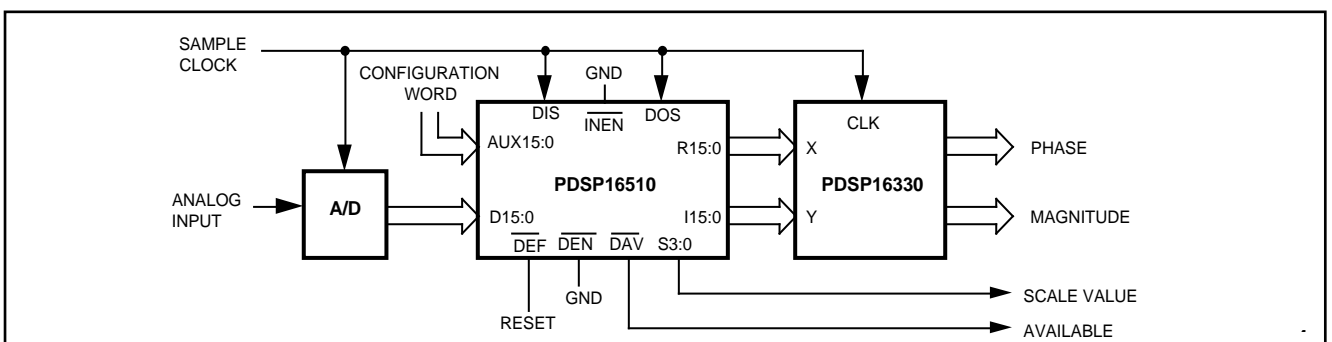 SAMPLE
CLOCK
CONFIGURATION
WORD
GND
DIS
INEN
DOS
CLK
AUX15:0
R15:0
X
PHASE
PDSP16510
PDSP16330
ANALOG
INPUT
A/D
D15:0
I15:0
Y
MAGNITUDE
DEF
DEN
DAV
S3:0
GND
RESET
SCALE VALUE
AVAILABLE